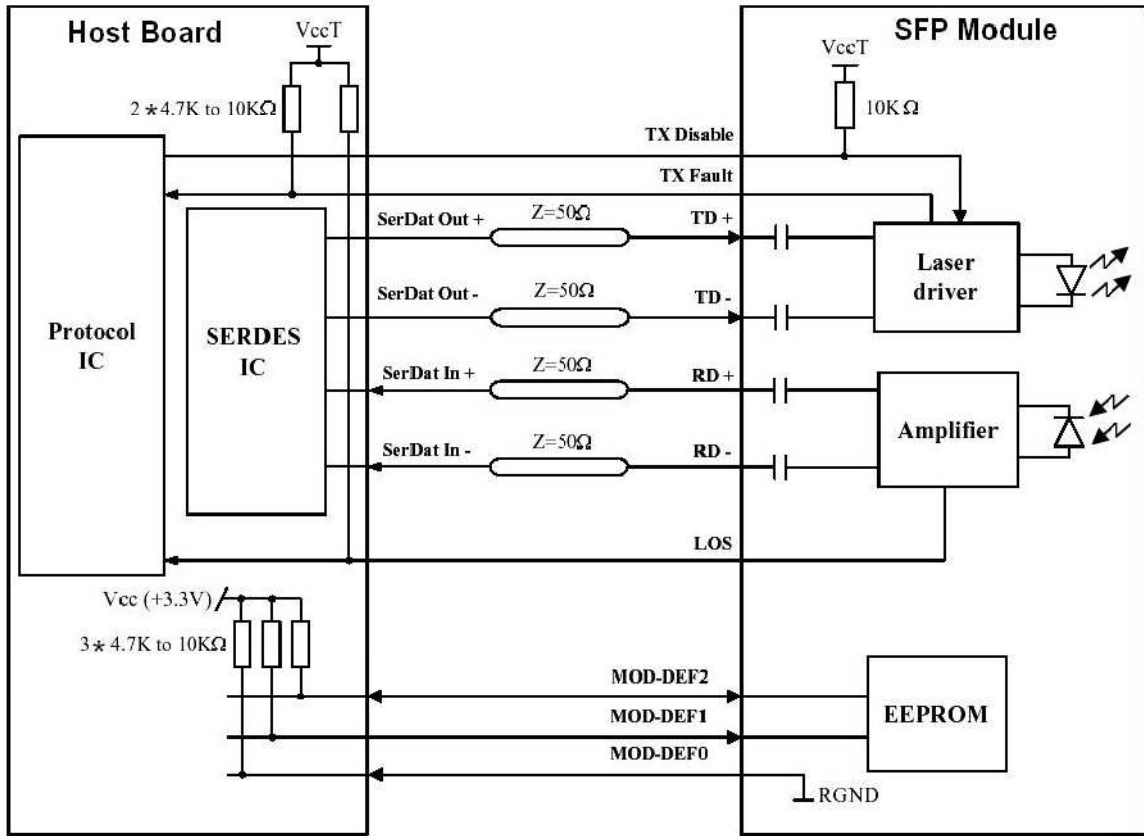 Host Board
SFP Module
VccT
VccT
2*4.7K to 10KΩ
10KΩ
TX Disable
TX Fault
SerDat Out +
Z=50Ω
TD +
SerDat Out -
Z=50Ω
TD -
Laser
driver
Protocol
IC
SERDES
IC
SerDat In +
Z=50Ω
RD +
SerDat In -
Z=50Ω
RD -
Amplifier
LOS
Vcc (+3.3V)
3*4.7K to 10KΩ
MOD-DEF2
MOD-DEF1
MOD-DEF0
EEPROM
RGND